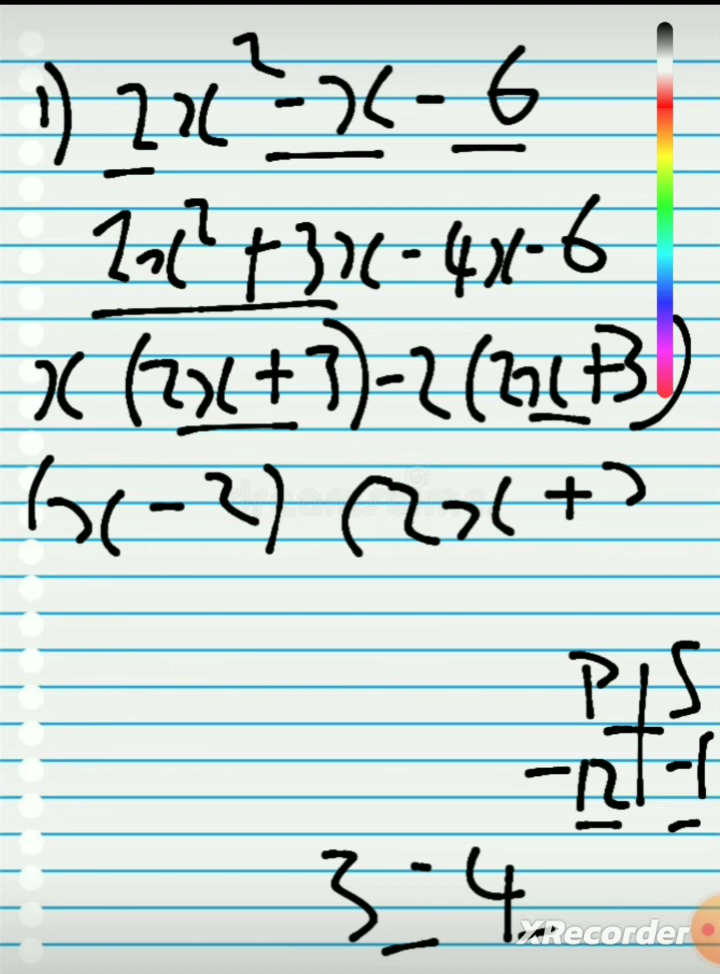 1) 2x² - x - 6
2x² + 3x - 4x - 6
x (2x + 3) - 2 (2x + 3)
(x - 2) (2x + 3
P | S
-12 | -1
3 - 4
XRecorder